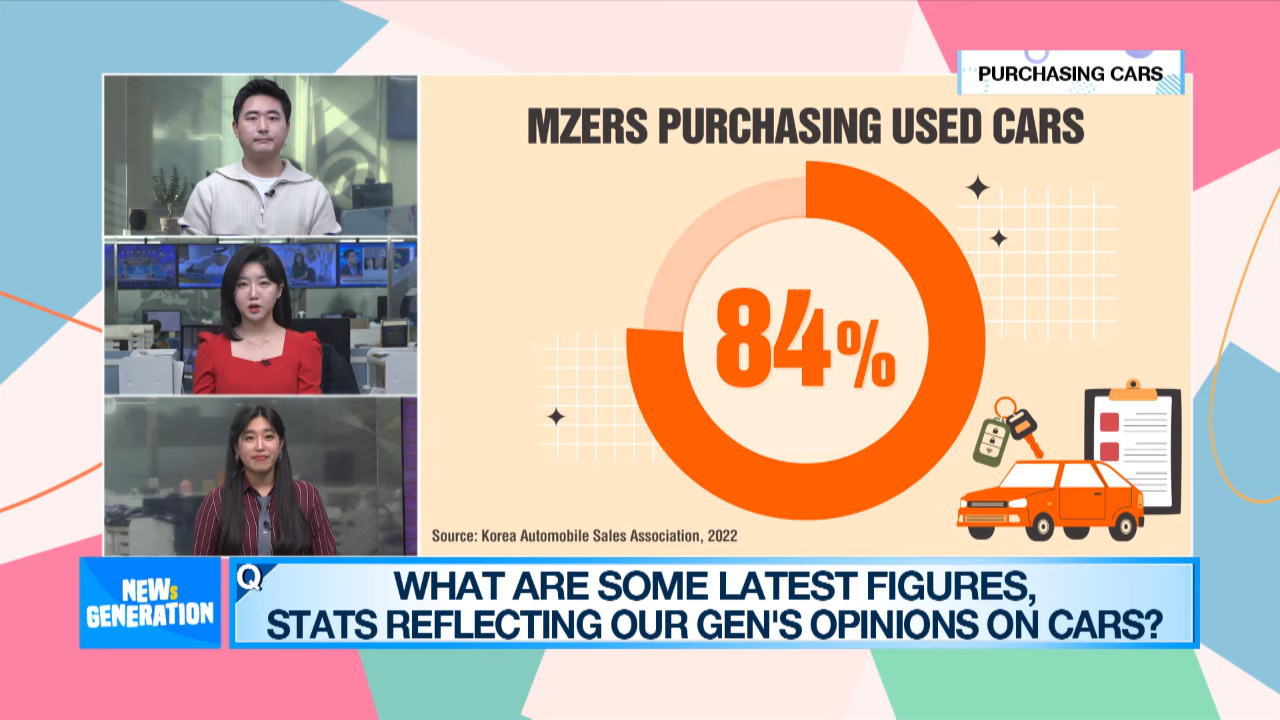 PURCHASING CARS
MZERS PURCHASING USED CARS
84%
Source: Korea Automobile Sales Association, 2022
NEWs
GENERATION
Q
WHAT ARE SOME LATEST FIGURES,
STATS REFLECTING OUR GEN'S OPINIONS ON CARS?